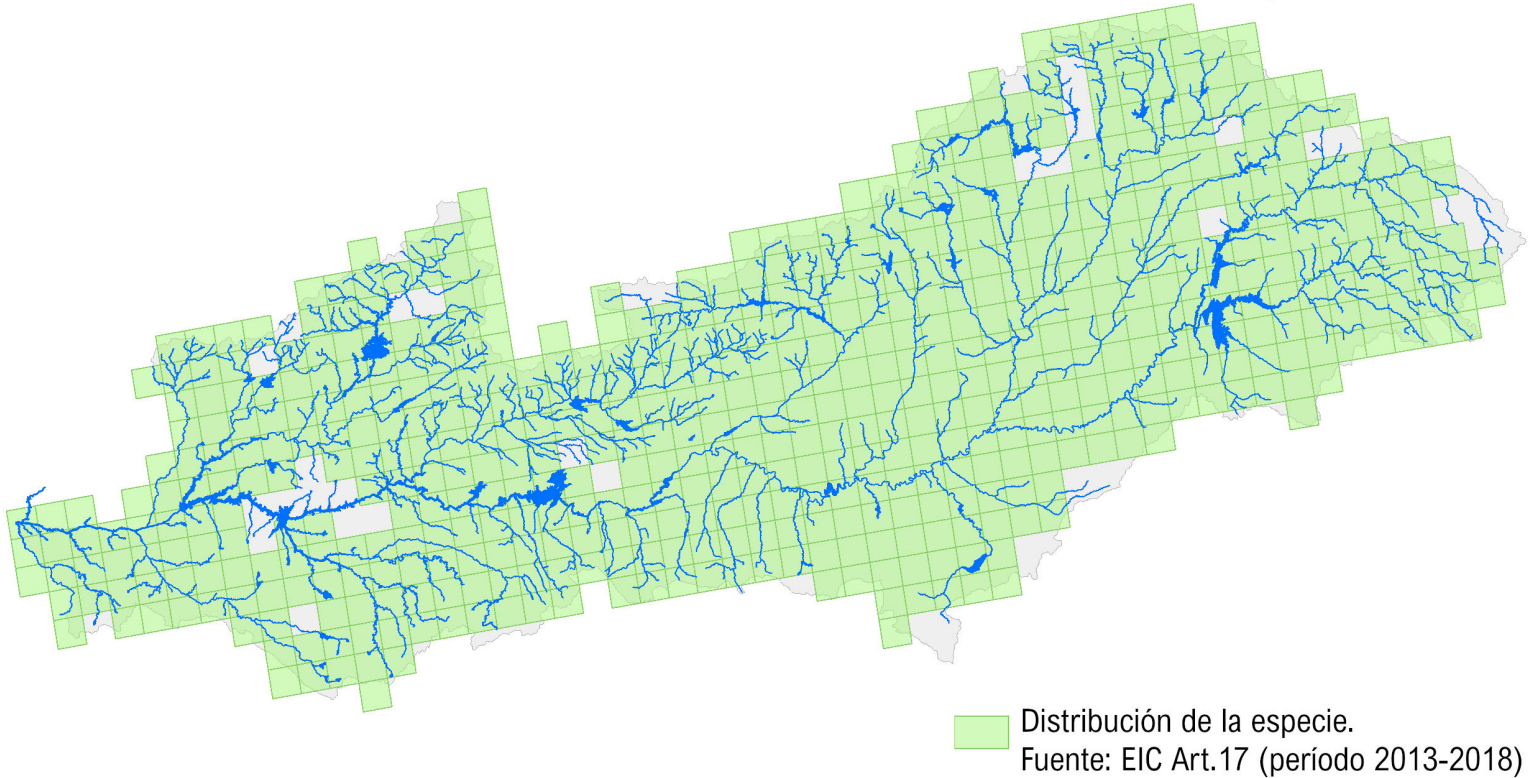 Distribución de la especie.
Fuente: EIC Art.17 (período 2013-2018)